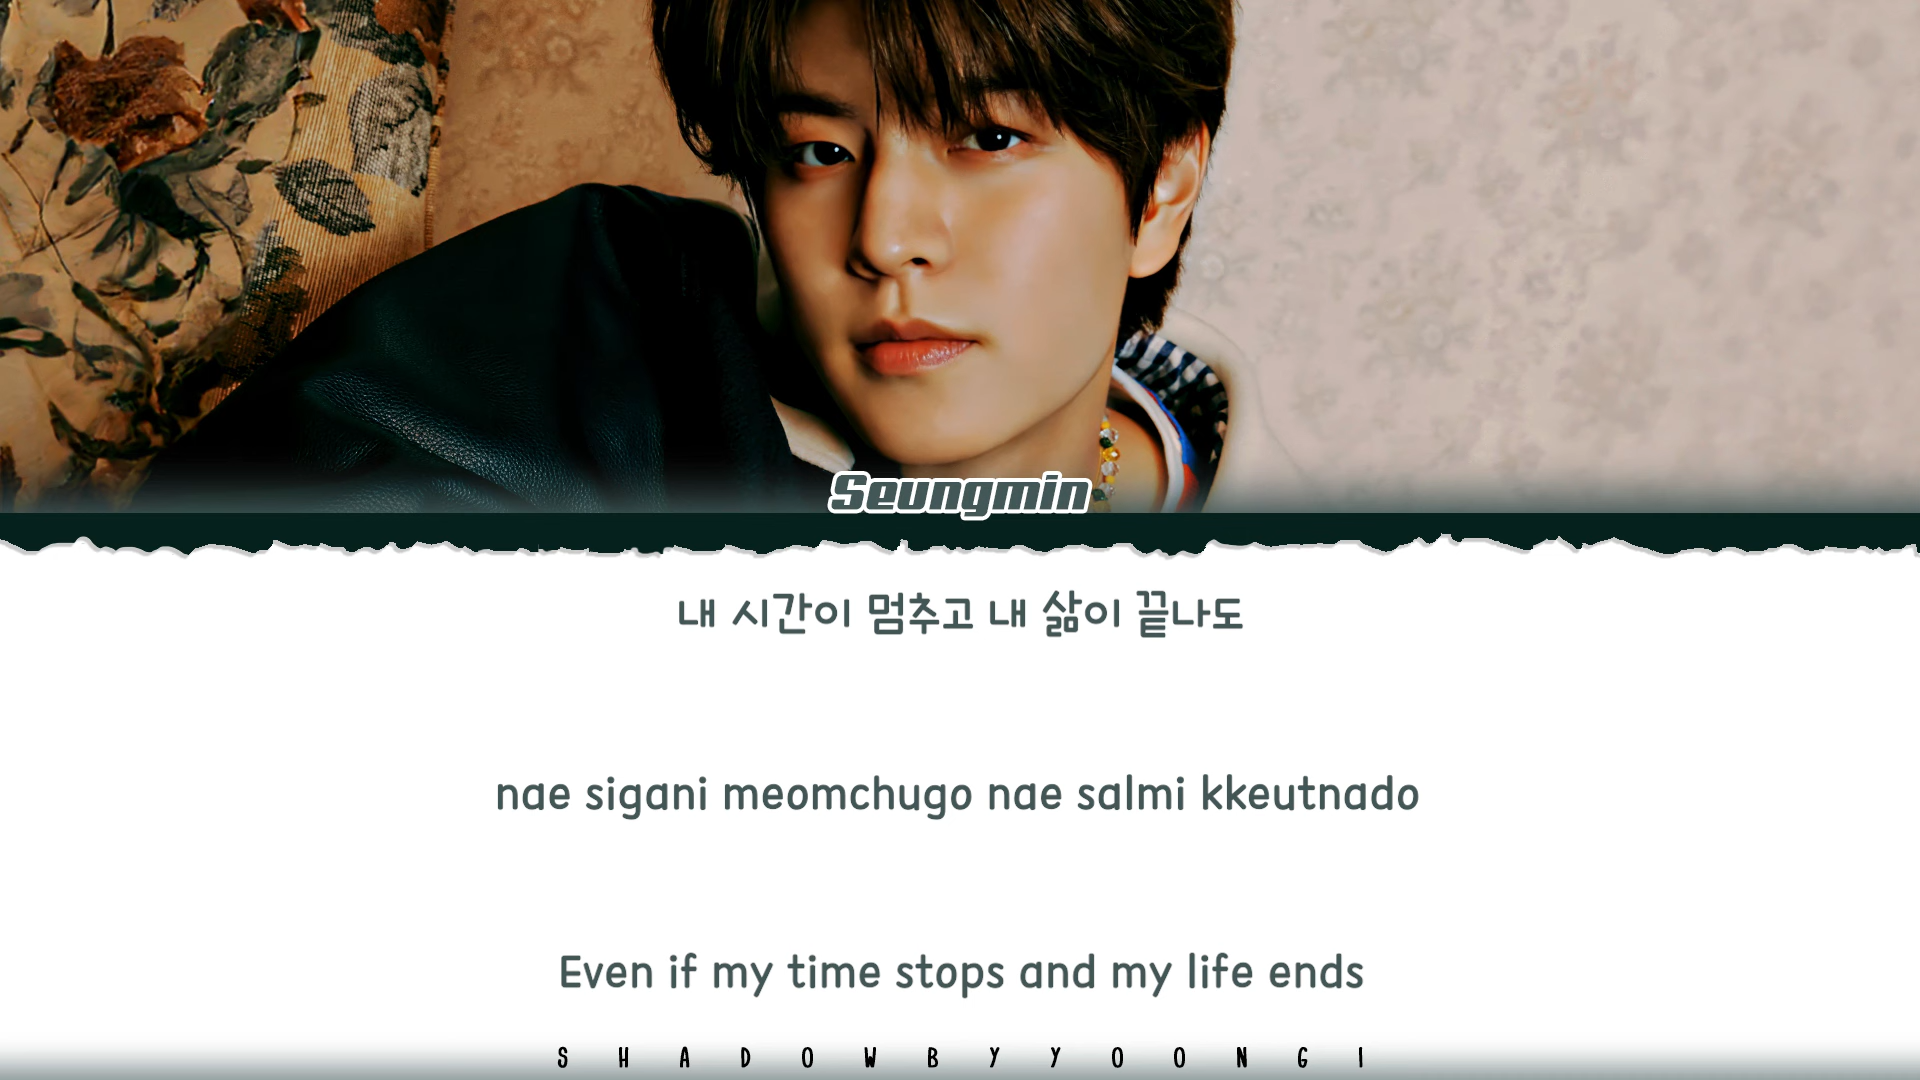 Seungmin
내 시간이 멈추고 내 삶이 끝나도
nae sigani meomchugo nae salmi kkeutnado
Even if my time stops and my life ends
SHADOWBYYOONGI